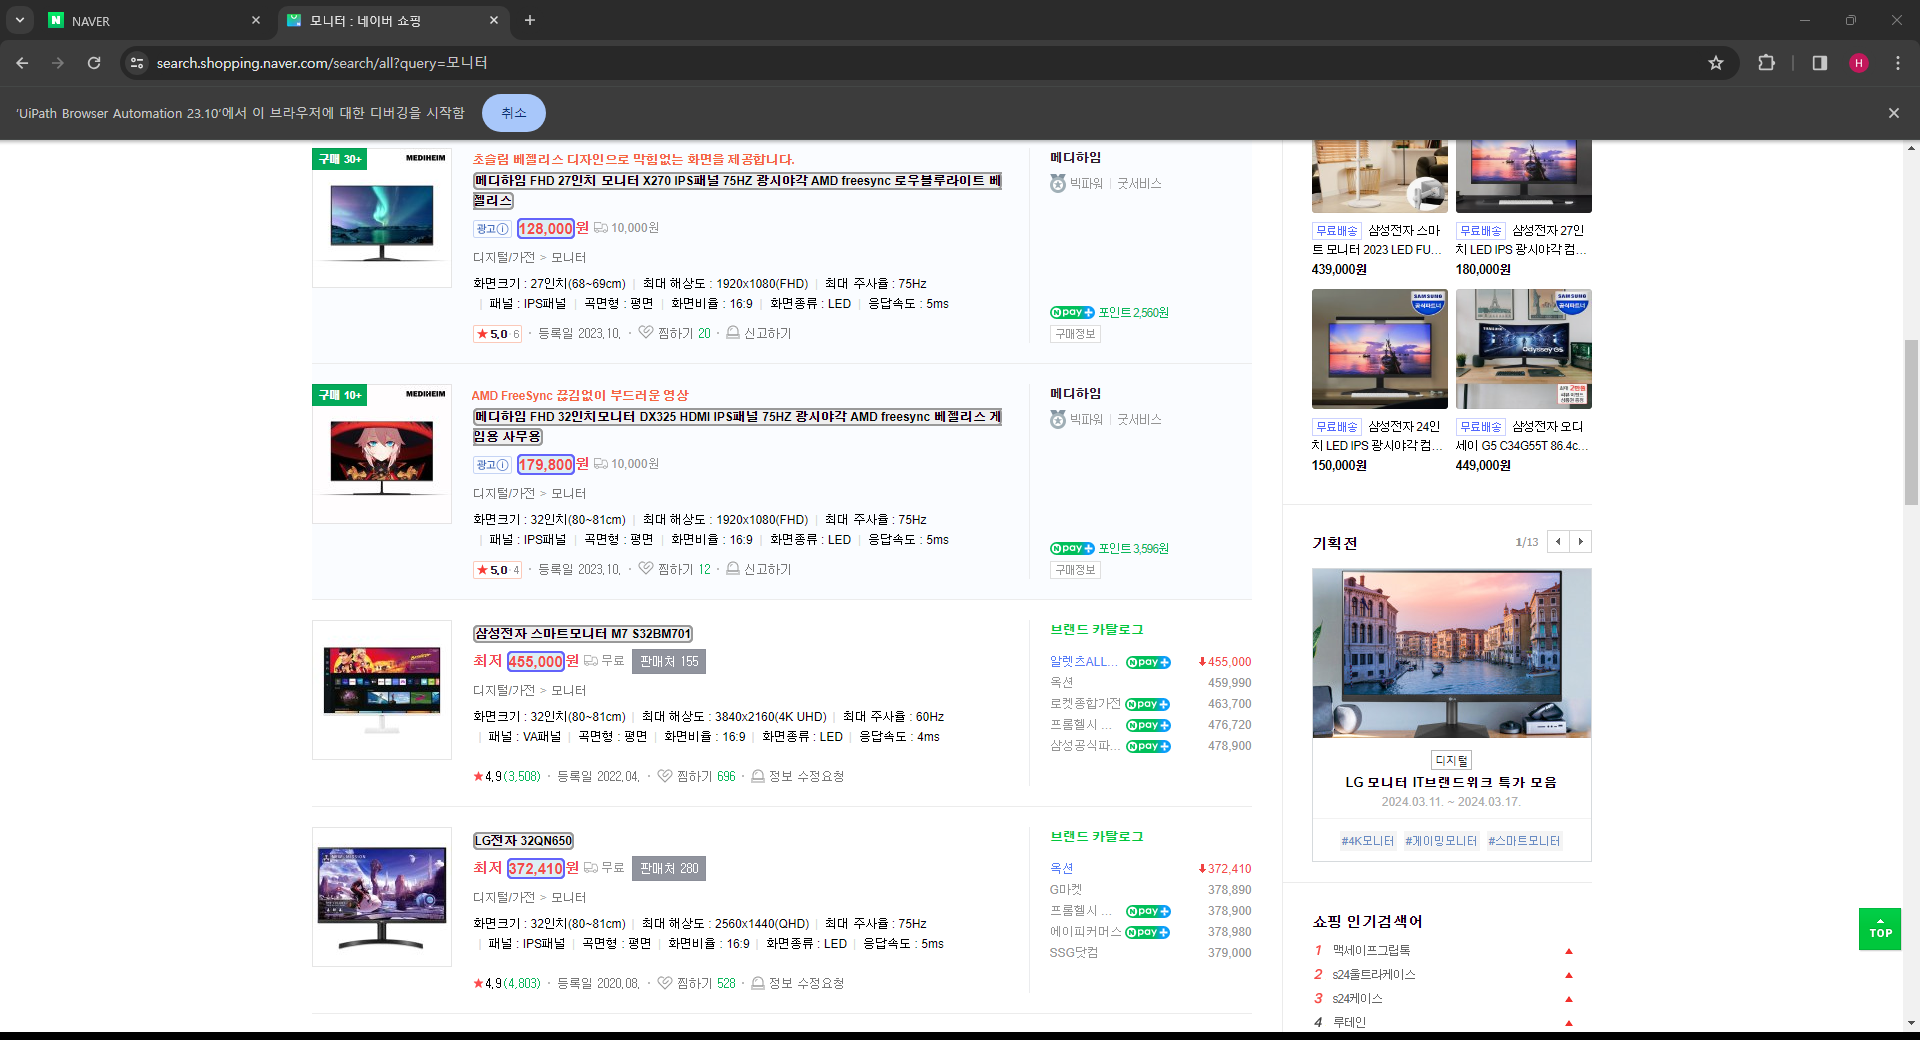 NAVER
모니터 : 네이버 쇼핑
search.shopping.naver.com/search/all?query=모니터
H
'UiPath Browser Automation 23.10'에서 이 브라우저에 대한 디버깅을 시작함
취소
구매 30+
MEDIHEIM
초슬림 베젤리스 디자인으로 막힘없는 화면을 제공합니다.
메디하임 FHD 27인치 모니터 X270 IPS패널 75HZ 광시야각 AMD freesync 로우블루라이트 베
젤리스
광고 128,000원 10,000원
디지털/가전 > 모니터
화면크기 : 27인치(68~69cm) | 최대 해상도 : 1920x1080(FHD) | 최대 주사율 : 75Hz
| 패널 : IPS패널 | 곡면형 : 평면 | 화면비율 : 16:9 | 화면종류 : LED | 응답속도 : 5ms
★5.0 · 6 · 등록일 2023.10. · 찜하기 20 · 신고하기
메디하임
빅파워 | 굿서비스
N pay+ 포인트 2,560원
구매정보
구매 10+
MEDIHEIM
AMD FreeSync 끊김없이 부드러운 영상
메디하임 FHD 32인치모니터 DX325 HDMI IPS패널 75HZ 광시야각 AMD freesync 베젤리스 게
임용 사무용
광고 179,800원 10,000원
디지털/가전 > 모니터
화면크기 : 32인치(80~81cm) | 최대 해상도 : 1920x1080(FHD) | 최대 주사율 : 75Hz
| 패널 : IPS패널 | 곡면형 : 평면 | 화면비율 : 16:9 | 화면종류 : LED | 응답속도 : 5ms
★5.0 · 4 · 등록일 2023.10. · 찜하기 12 · 신고하기
메디하임
빅파워 | 굿서비스
N pay+ 포인트 3,596원
구매정보
삼성전자 스마트모니터 M7 S32BM701
최저 455,000원 무료 판매처 155
디지털/가전 > 모니터
화면크기 : 32인치(80~81cm) | 최대 해상도 : 3840x2160(4K UHD) | 최대 주사율 : 60Hz
| 패널 : VA패널 | 곡면형 : 평면 | 화면비율 : 16:9 | 화면종류 : LED | 응답속도 : 4ms
★4.9(3,508) · 등록일 2022.04. · 찜하기 696 · 정보 수정요청
브랜드 카탈로그
알렛츠ALL... N pay+ 455,000
옥션 459,990
로켓종합가전 N pay+ 463,700
프롬헬시 ... N pay+ 476,720
삼성공식파... N pay+ 478,900
LG전자 32QN650
최저 372,410원 무료 판매처 280
디지털/가전 > 모니터
화면크기 : 32인치(80~81cm) | 최대 해상도 : 2560x1440(QHD) | 최대 주사율 : 75Hz
| 패널 : IPS패널 | 곡면형 : 평면 | 화면비율 : 16:9 | 화면종류 : LED | 응답속도 : 5ms
★4.9(4,803) · 등록일 2020.08. · 찜하기 528 · 정보 수정요청
브랜드 카탈로그
옥션 372,410
G마켓 378,890
프롬헬시 ... N pay+ 378,900
에이피커머스 N pay+ 378,980
SSG닷컴 379,000
무료배송 삼성전자 스마
트 모니터 2023 LED FU...
439,000원
무료배송 삼성전자 27인
치 LED IPS 광시야각 컴...
180,000원
SAMSUNG
공식파트너
SAMSUNG
공식파트너
Odyssey G5
무료배송 삼성전자 24인
치 LED IPS 광시야각 컴...
150,000원
무료배송 삼성전자 오디
세이 G5 C34G55T 86.4c...
449,000원
기획전
1/13
디지털
LG 모니터 IT브랜드위크 특가 모음
2024.03.11. ~ 2024.03.17.
#4K모니터 #게이밍모니터 #스마트모니터
쇼핑 인기검색어
1 맥세이프그립톡
2 s24울트라케이스
3 s24케이스
4 루테인
TOP